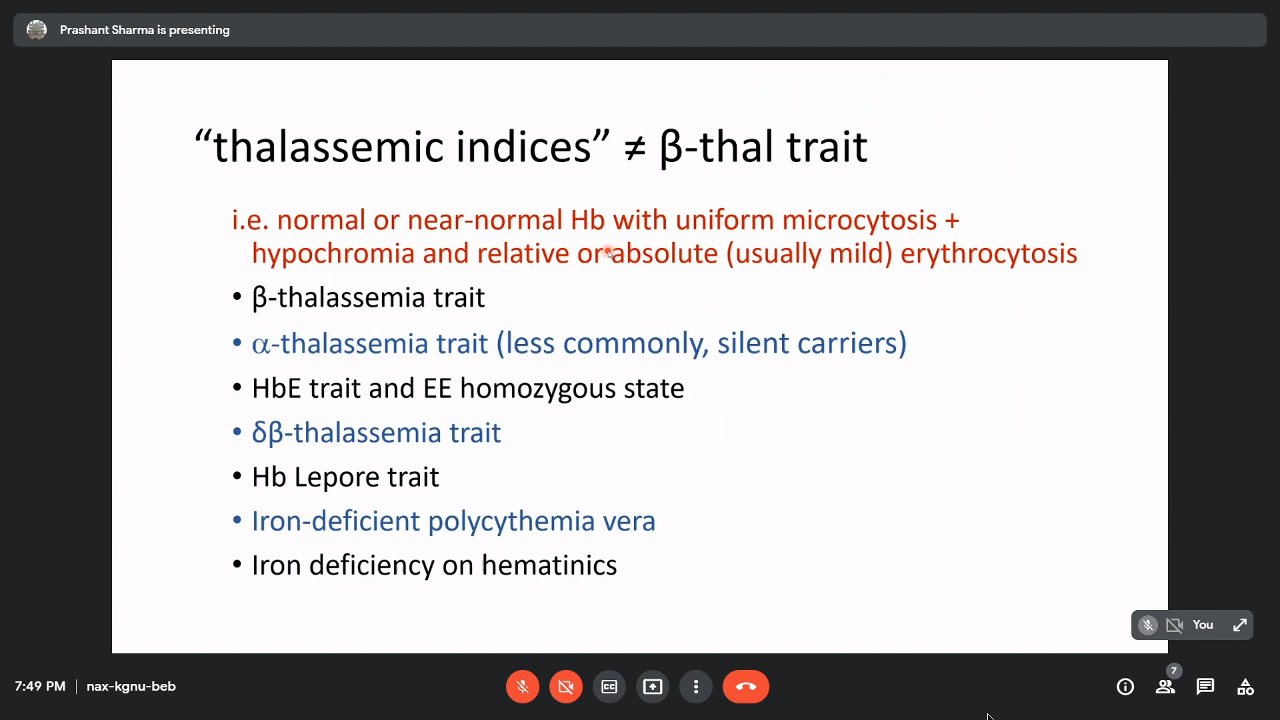 Prashant Sharma is presenting
“thalassemic indices” ≠ β-thal trait
i.e. normal or near-normal Hb with uniform microcytosis +
hypochromia and relative or absolute (usually mild) erythrocytosis
• β-thalassemia trait
• α-thalassemia trait (less commonly, silent carriers)
• HbE trait and EE homozygous state
• δβ-thalassemia trait
• Hb Lepore trait
• Iron-deficient polycythemia vera
• Iron deficiency on hematinics
You
7:49 PM | nax-kgnu-beb
CC
7